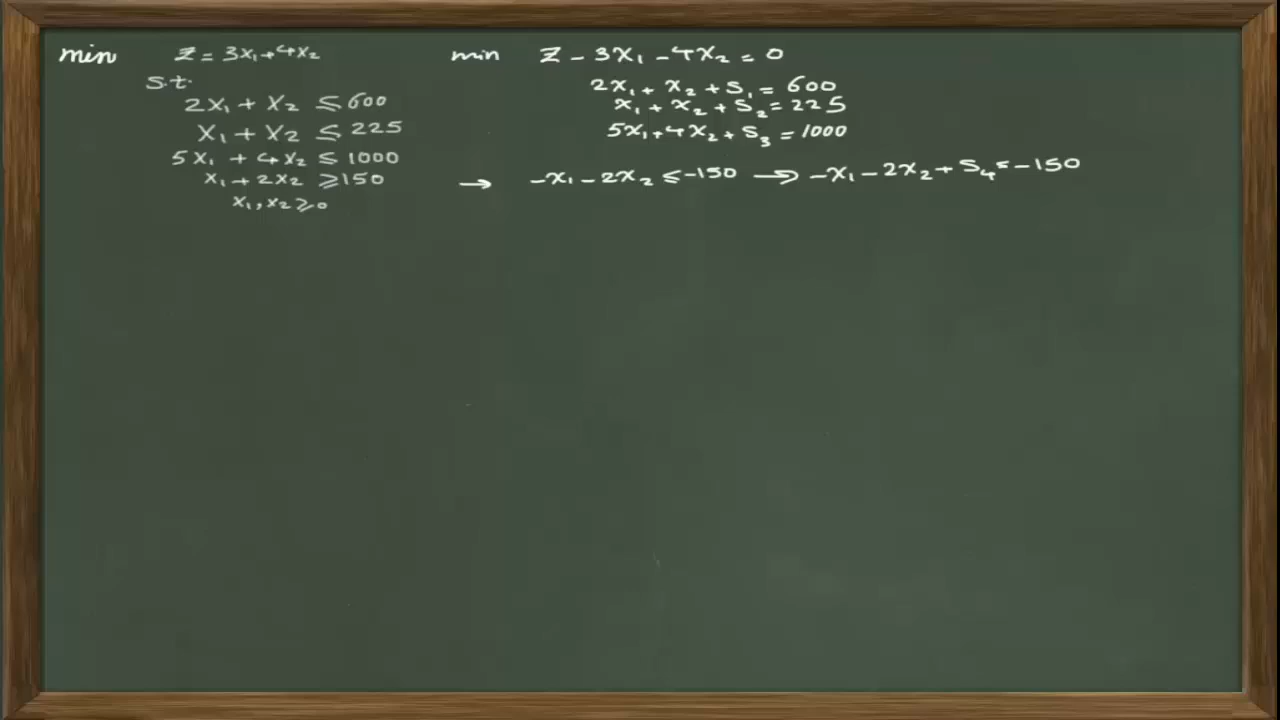 min Z = 3x₁+4x₂
s.t.
2x₁ + x₂ ≤ 600
x₁ + x₂ ≤ 225
5x₁ + 4x₂ ≤ 1000
x₁ + 2x₂ ≥ 150
x₁, x₂ ≥ 0
min Z - 3x₁ - 4x₂ = 0
2x₁ + x₂ + s₁ = 600
x₁ + x₂ + s₂ = 225
5x₁ + 4x₂ + s₃ = 1000
→ -x₁ - 2x₂ ≤ -150 → -x₁ - 2x₂ + s₄ = -150